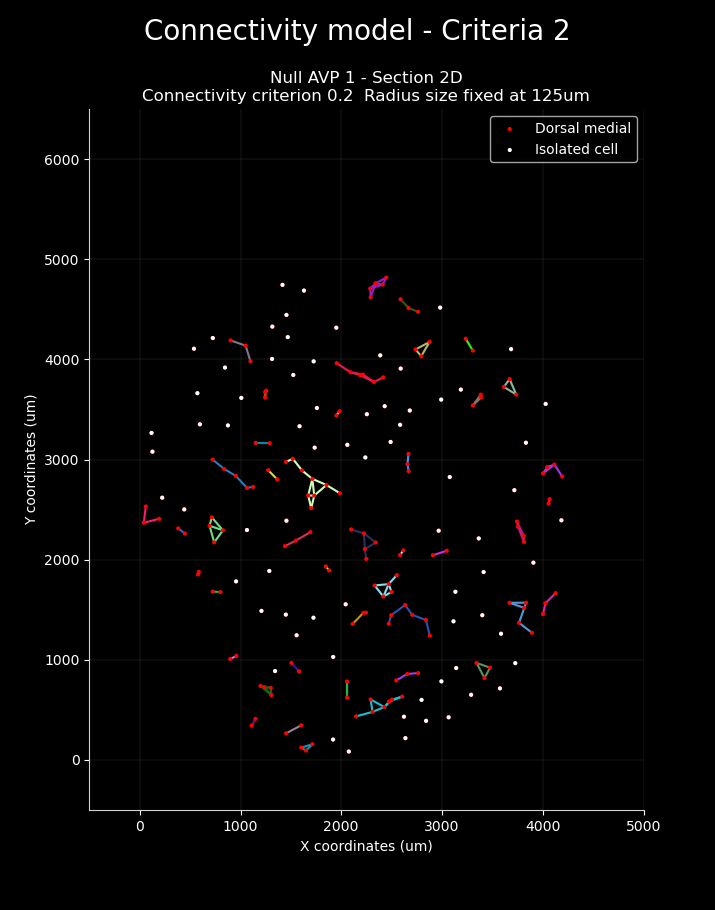 Connectivity model - Criteria 2
Null AVP 1 - Section 2D
Connectivity criterion 0.2  Radius size fixed at 125um
Dorsal medial
Isolated cell
6000
5000
4000
3000
2000
1000
0
Y coordinates (um)
0 1000 2000 3000 4000 5000
X coordinates (um)